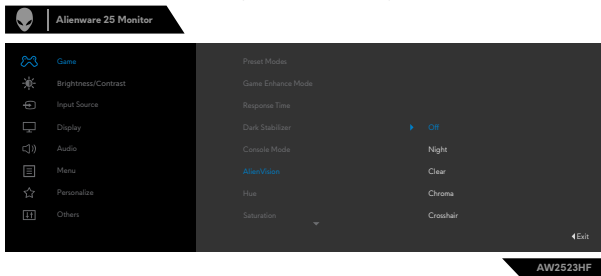 Alienware 25 Monitor
Game
Brightness/Contrast
Input Source
Display
Audio
Menu
Personalize
Others
Preset Modes
Game Enhance Mode
Response Time
Dark Stabilizer
Console Mode
AlienVision
Hue
Saturation
Off
Night
Clear
Chroma
Crosshair
Exit
AW2523HF